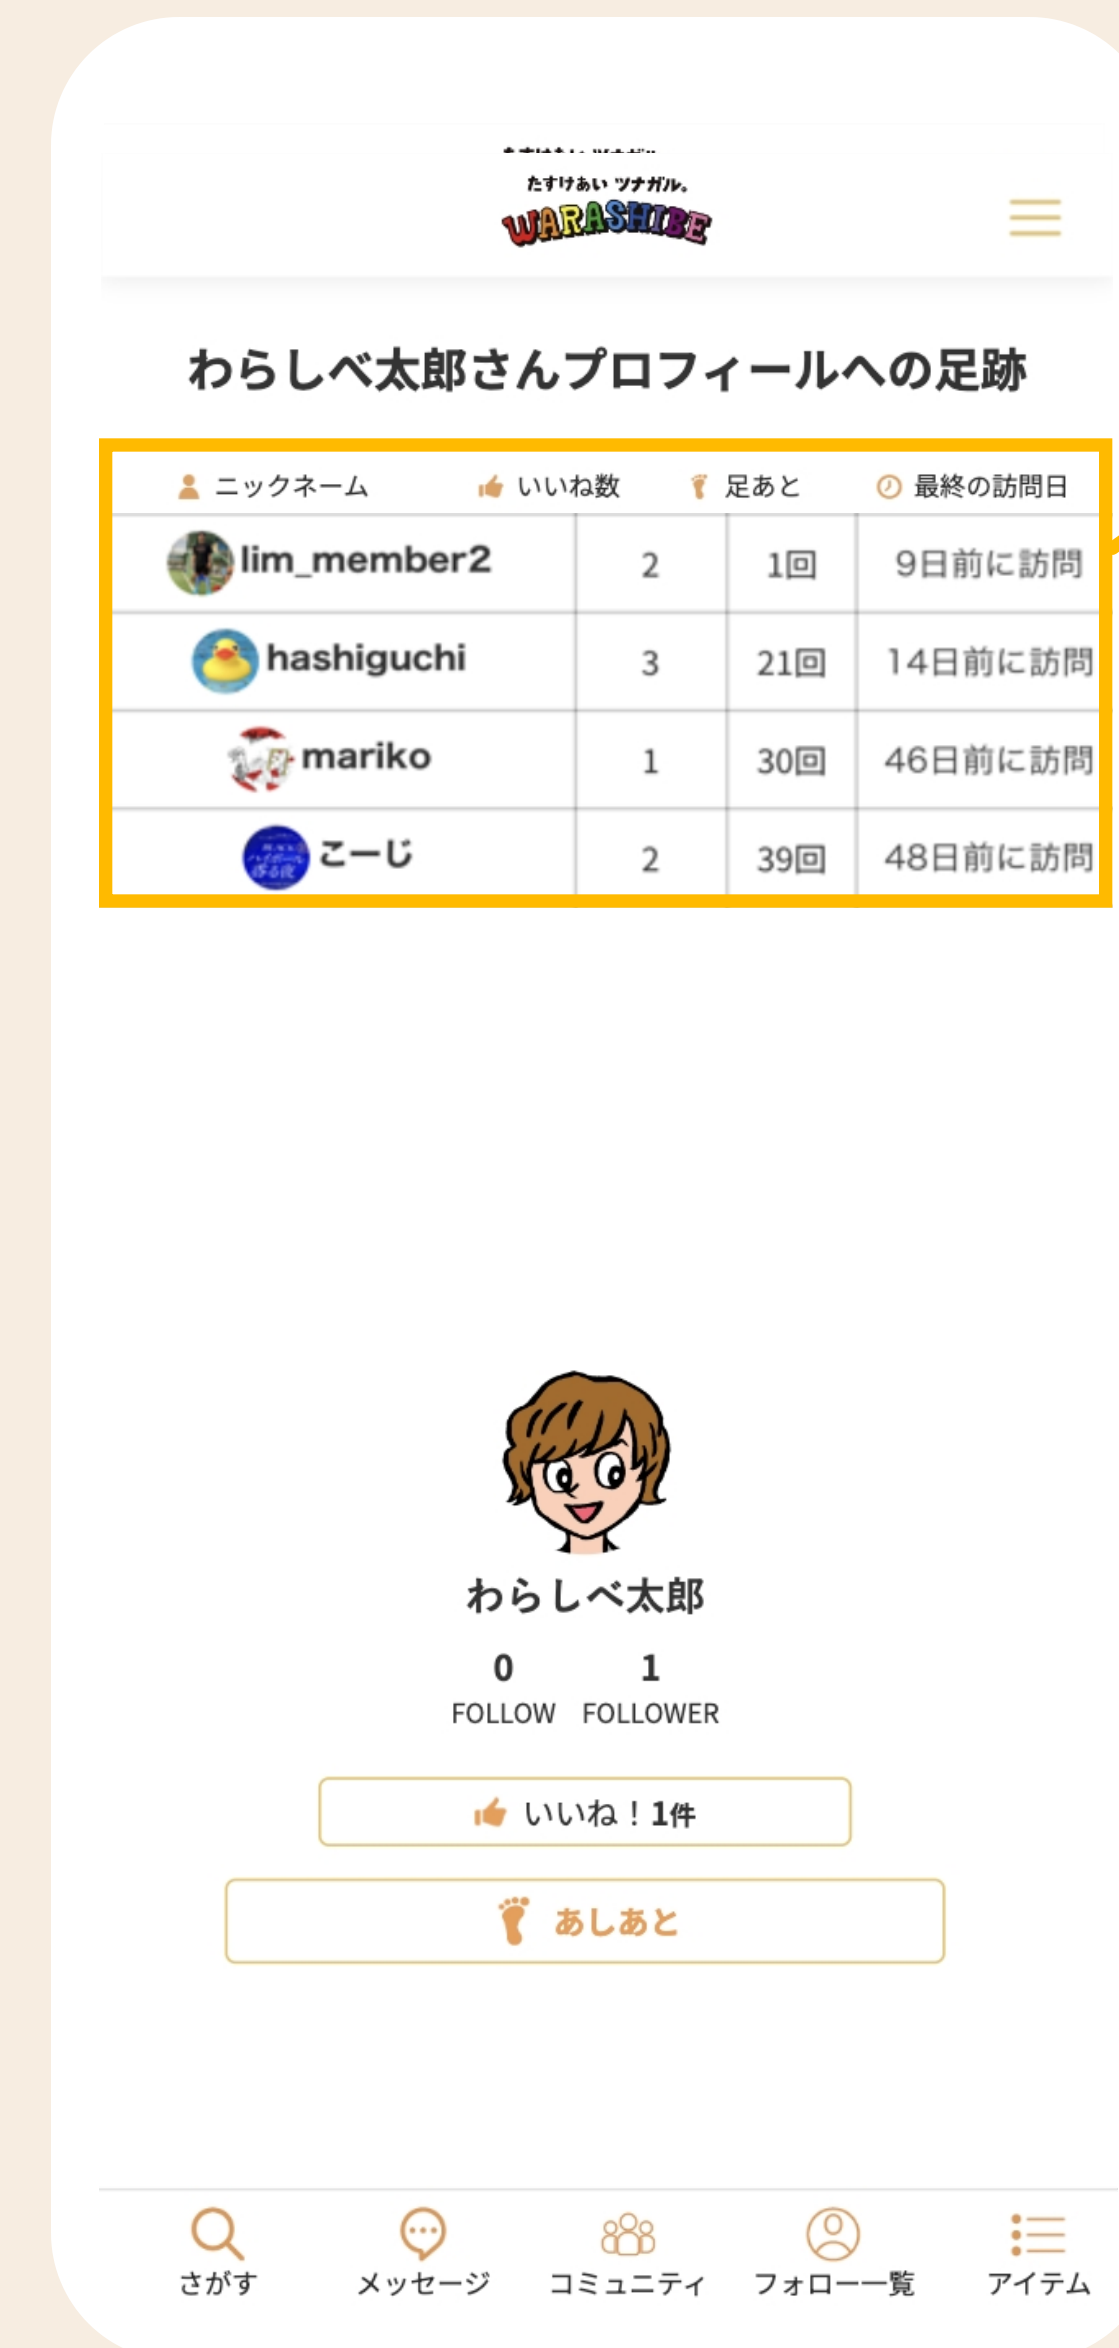 たすけあい ツナガル。
WARASHIBE
わらしべ太郎さんプロフィールへの足跡
ニックネーム いいね数 足あと 最終の訪問日
lim_member2 2 1回 9日前に訪問
hashiguchi 3 21回 14日前に訪問
mariko 1 30回 46日前に訪問
こーじ 2 39回 48日前に訪問
わらしべ太郎
0 1
FOLLOW FOLLOWER
いいね！1件
あしあと
さがす メッセージ コミュニティ フォロー一覧 アイテム